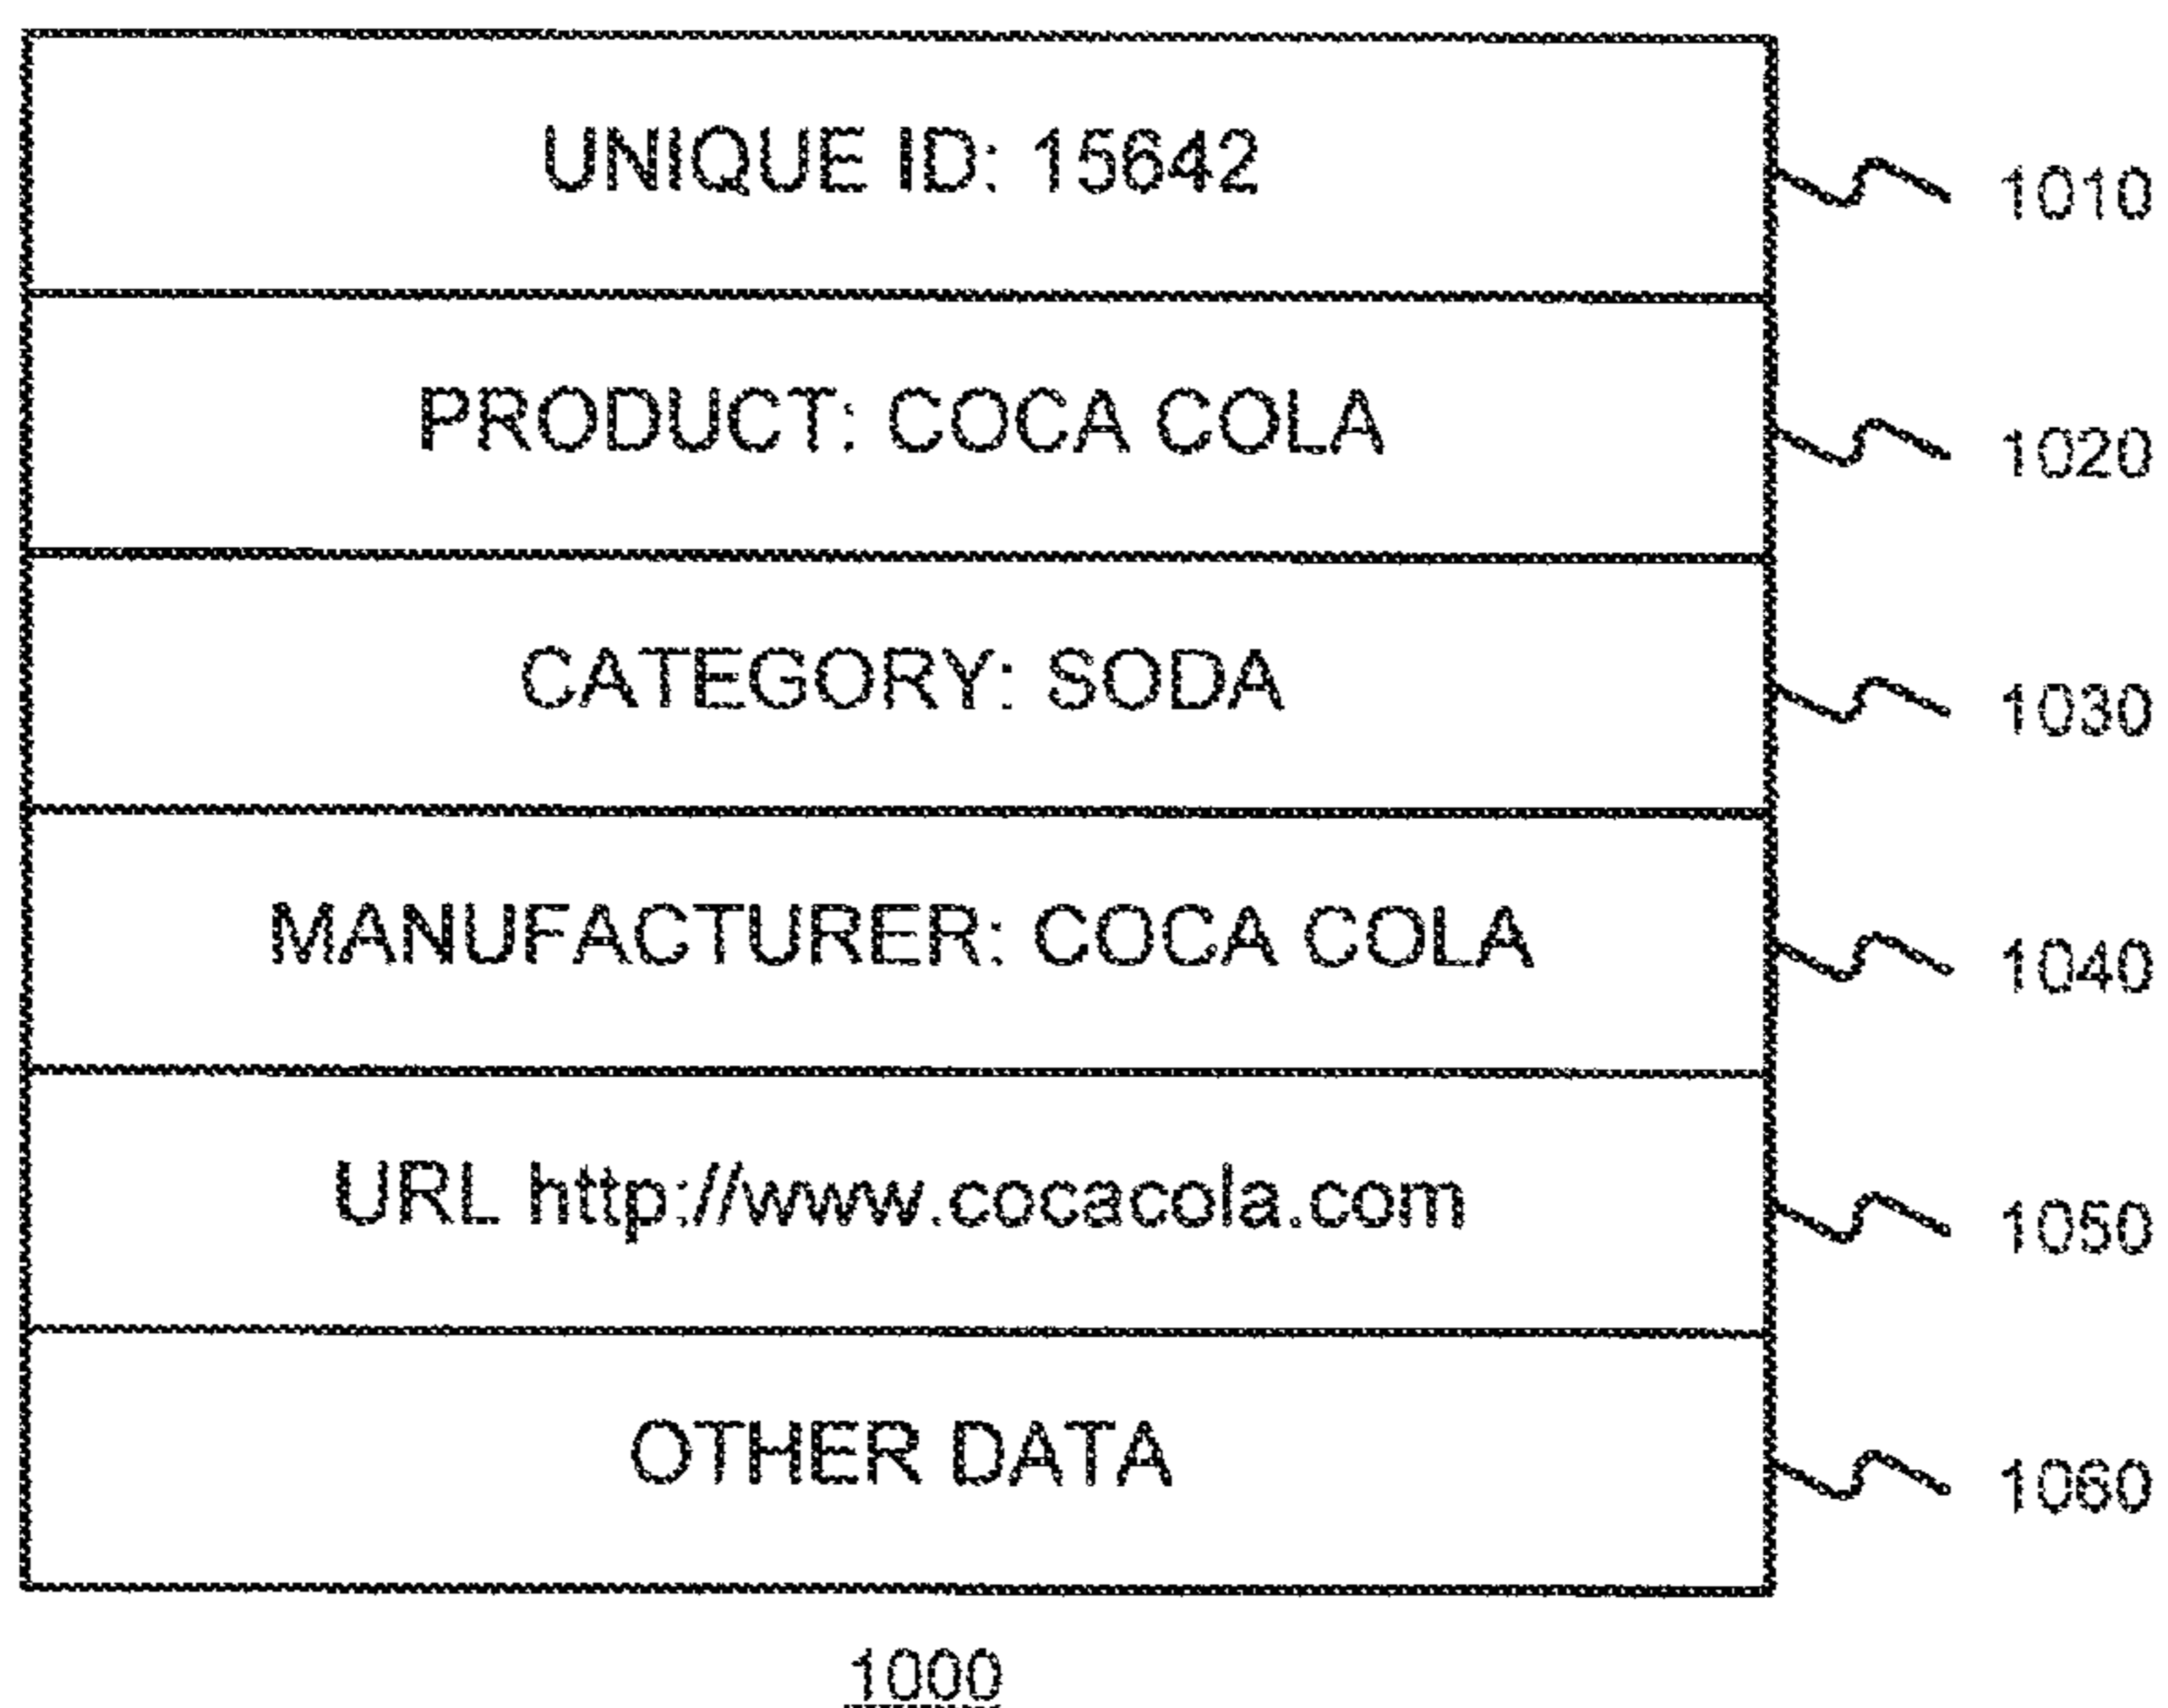 UNIQUE ID: 15642
1010
PRODUCT: COCA COLA
1020
CATEGORY: SODA
1030
MANUFACTURER: COCA COLA
1040
URL http://www.cocacola.com
1050
OTHER DATA
1060
1000